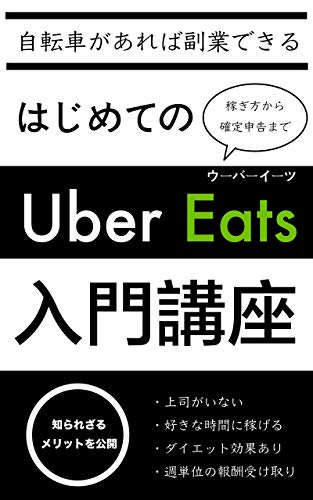 自転車があれば副業できる
はじめての
稼ぎ方から
確定申告まで
ウーバーイーツ
Uber Eats
入門講座
知られざる
メリットを公開
・上司がいない
・好きな時間に稼げる
・ダイエット効果あり
・週単位の報酬受け取り